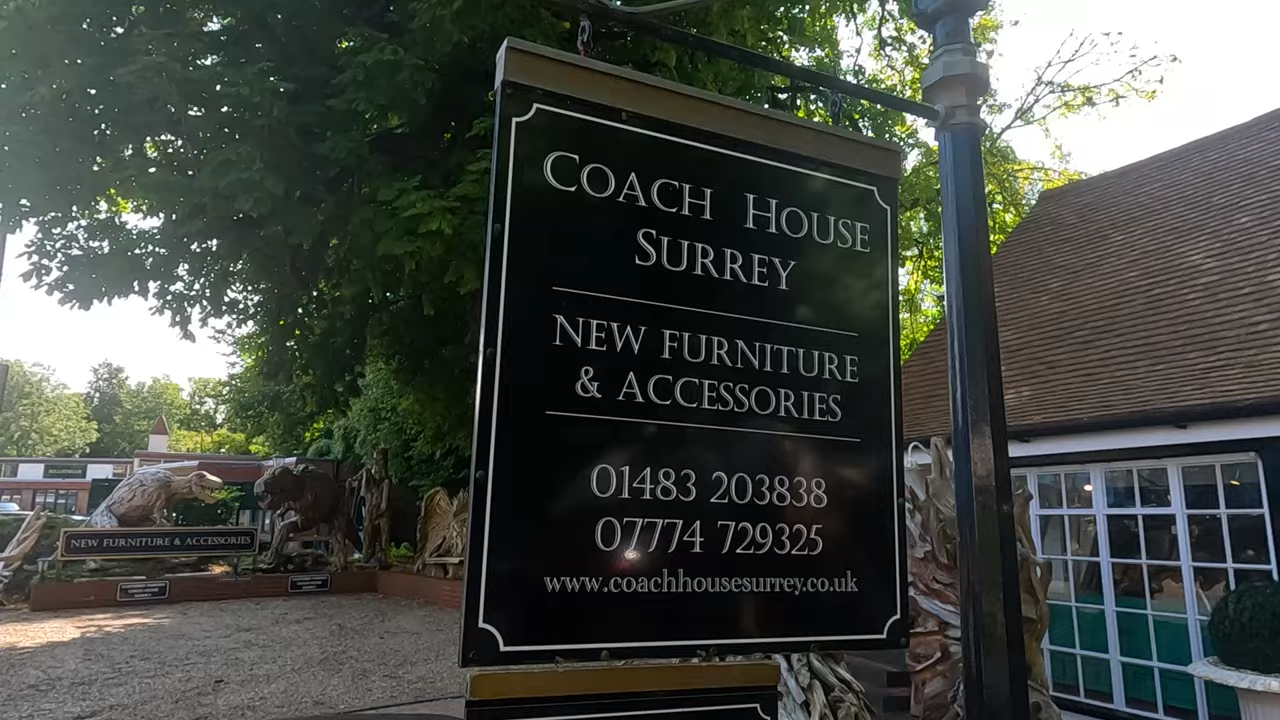 COACH HOUSE
SURREY
NEW FURNITURE
& ACCESSORIES
01483 203838
07774 729325
www.coachhousesurrey.co.uk
NEW FURNITURE & ACCESSORIES